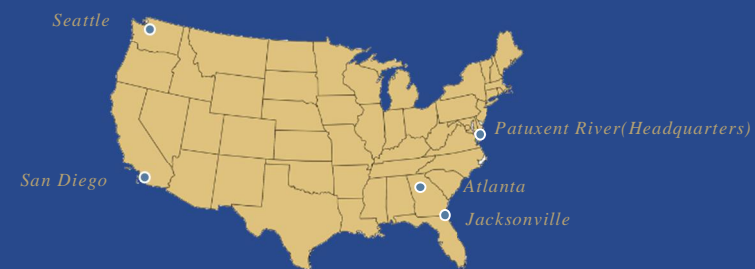 Seattle
Patuxent River(Headquarters)
San Diego
Atlanta
Jacksonville